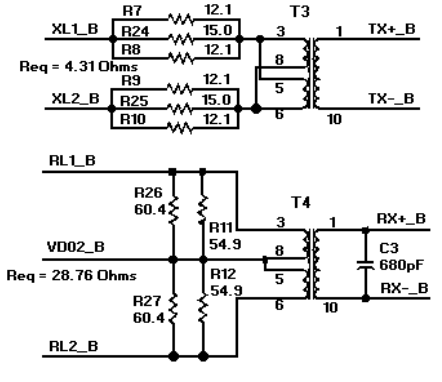 R7 12.1 T3
XL1_B R24 15.0 3 1 TX+_B
R8 12.1
Req = 4.31 Ohms 8
R9 12.1 5
XL2_B R25 15.0 TX-_B
R10 12.1 6 10
RL1_B
R26 60.4 T4
R11 54.9 3 1 RX+_B
VD02_B 8 C3
680pF
Req = 28.76 Ohms R12 54.9 5
R27 60.4 6 10 RX-_B
RL2_B